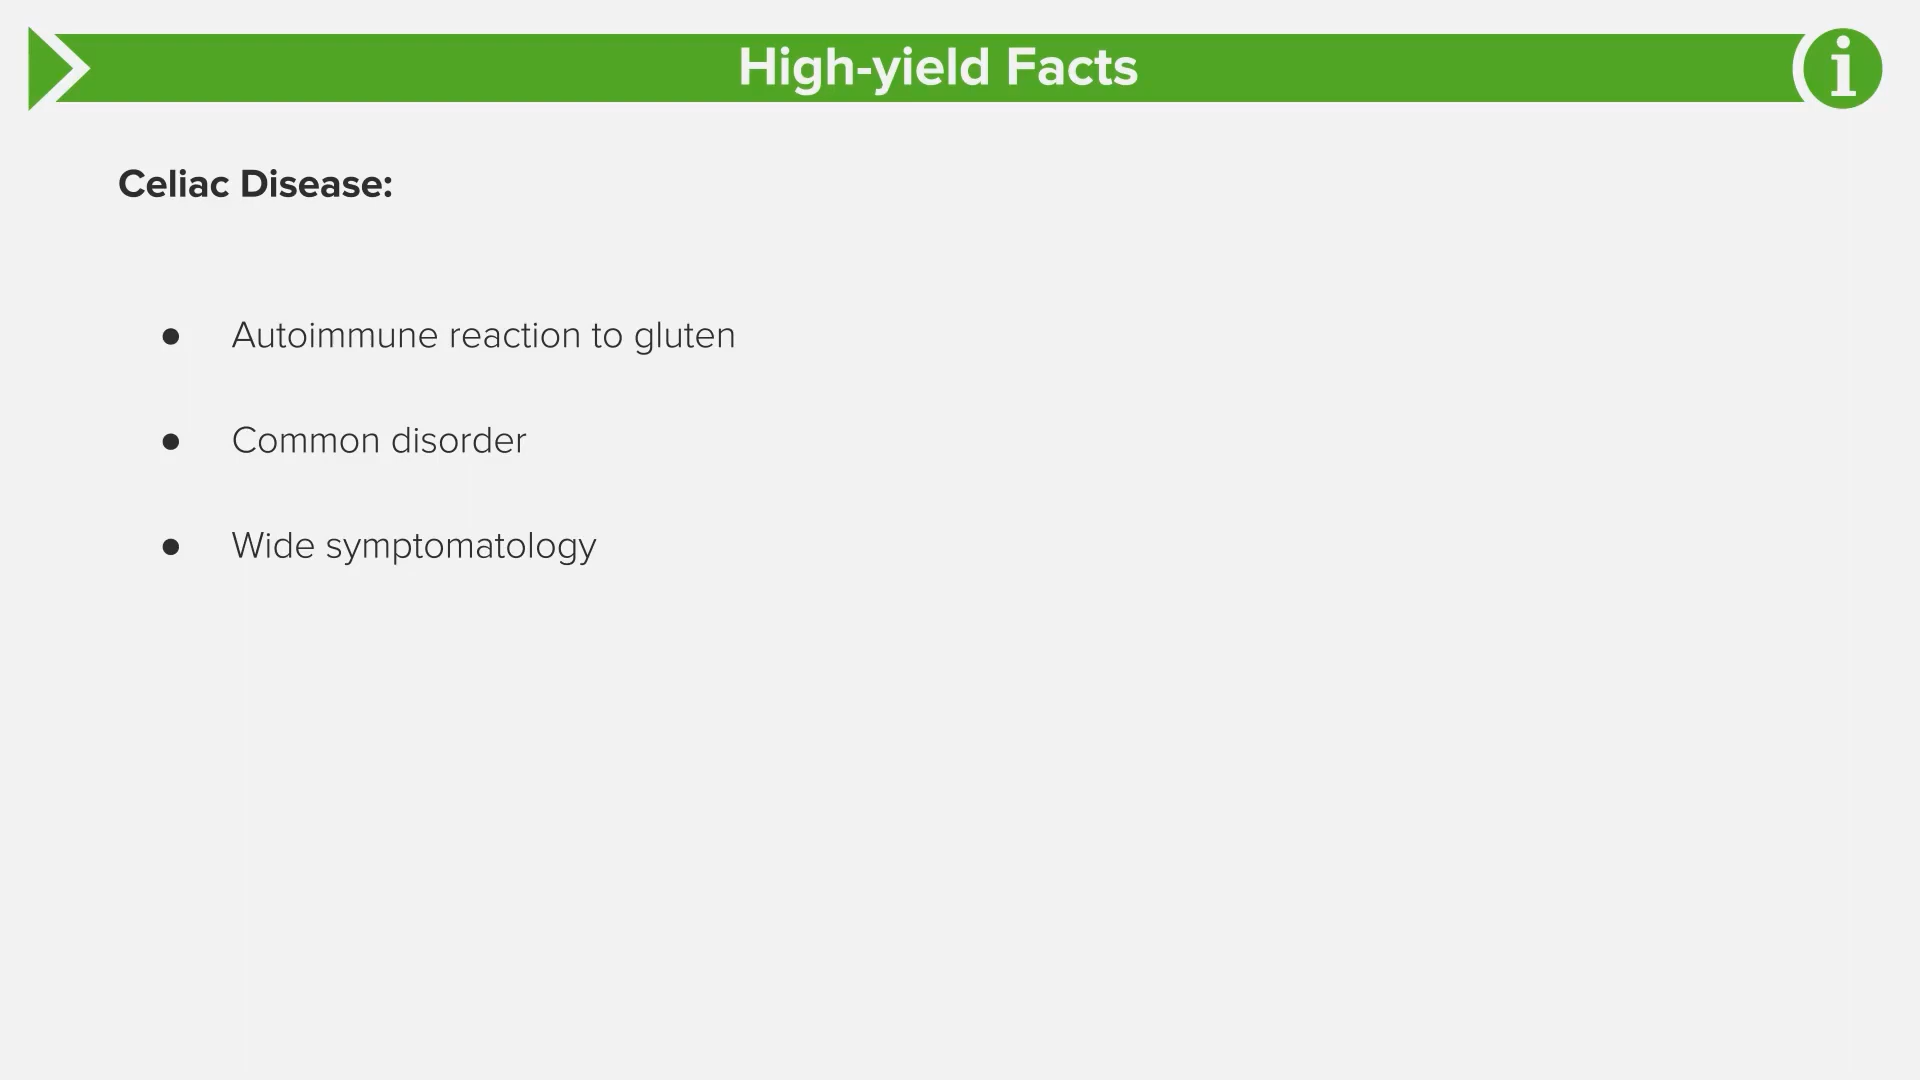 High-yield Facts
i
Celiac Disease:
● Autoimmune reaction to gluten
● Common disorder
● Wide symptomatology